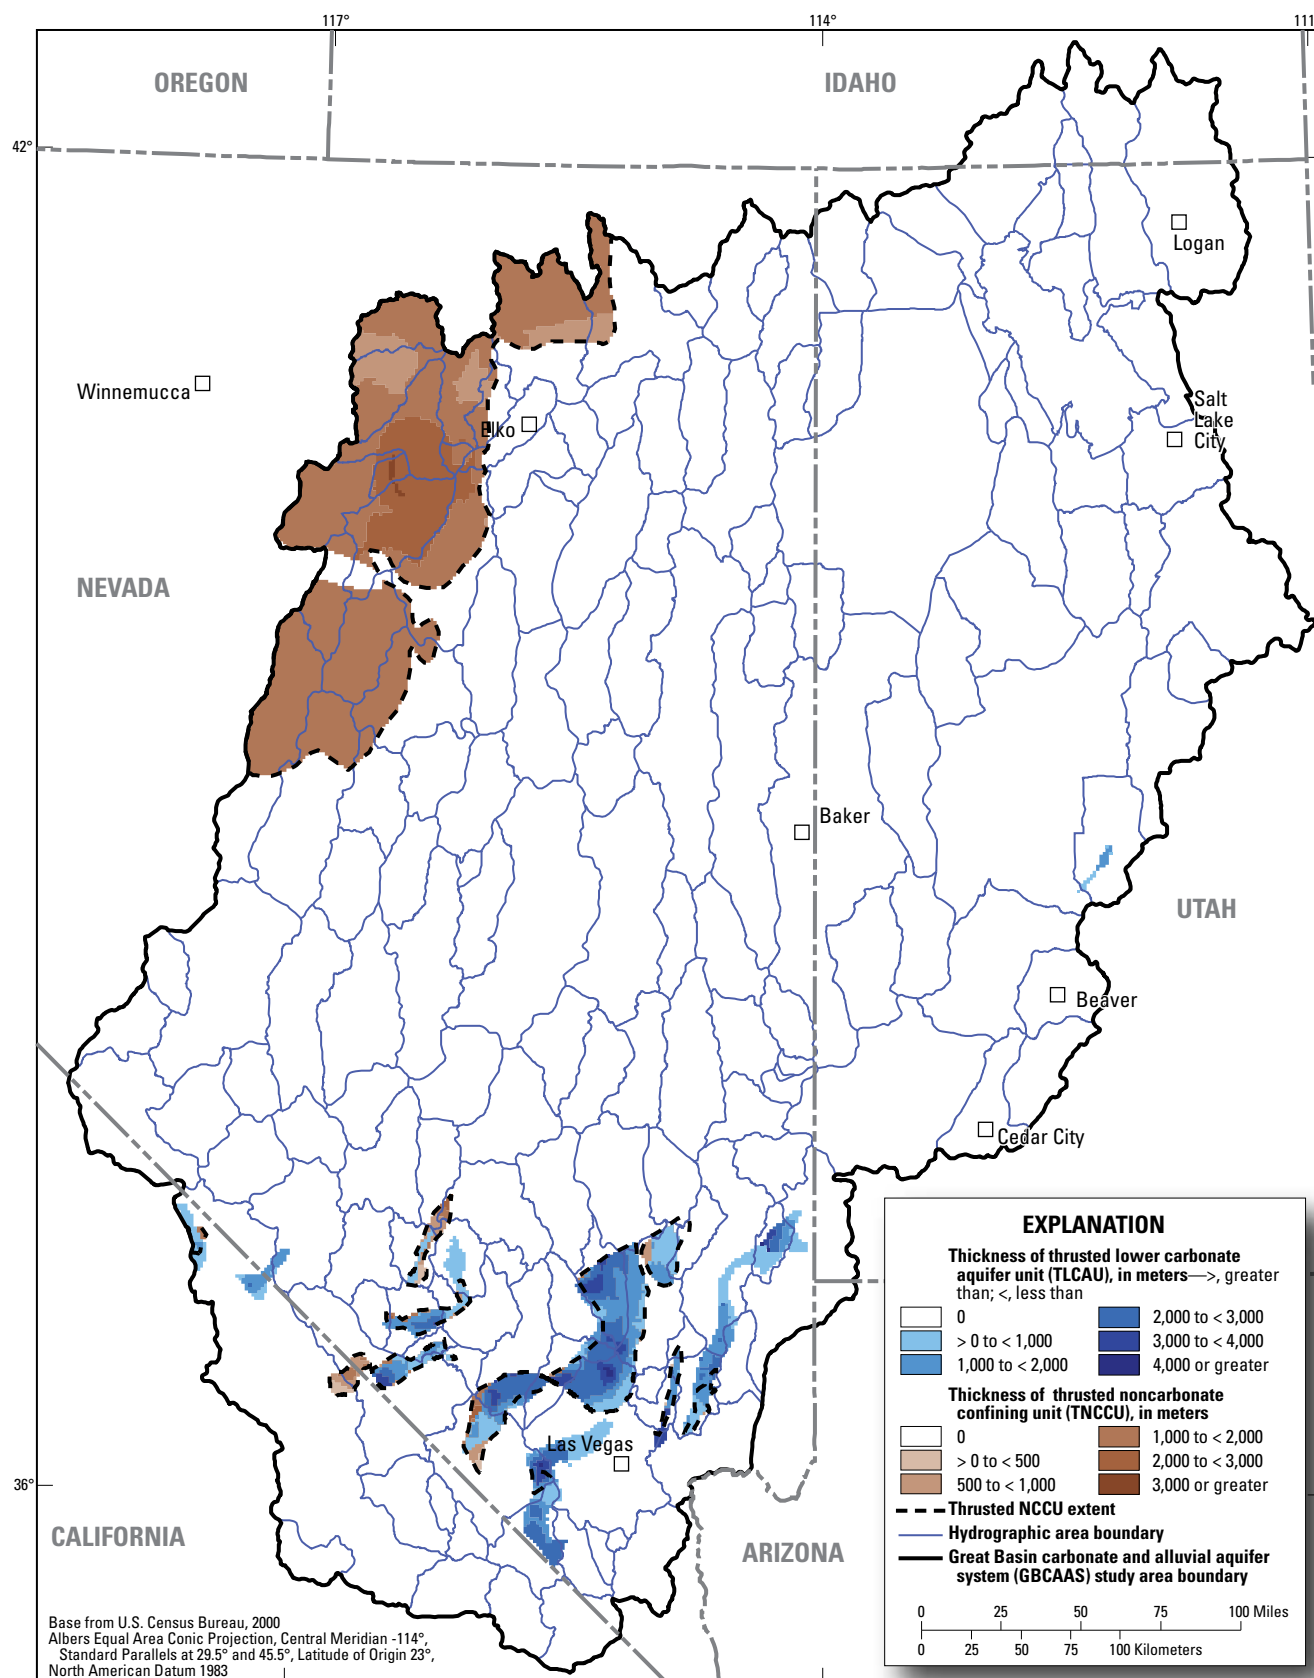 117°
114°
111
OREGON
IDAHO
42°
Logan
Winnemucca
Elko
Salt
Lake
City
NEVADA
Baker
UTAH
Beaver
Cedar City
Las Vegas
36°
CALIFORNIA
ARIZONA
EXPLANATION
Thickness of thrusted lower carbonate
aquifer unit (TLCAU), in meters—>, greater
than; <, less than
0
> 0 to < 1,000
1,000 to < 2,000
2,000 to < 3,000
3,000 to < 4,000
4,000 or greater
Thickness of thrusted noncarbonate
confining unit (TNCCU), in meters
0
> 0 to < 500
500 to < 1,000
1,000 to < 2,000
2,000 to < 3,000
3,000 or greater
Thrusted NCCU extent
Hydrographic area boundary
Great Basin carbonate and alluvial aquifer
system (GBCAAS) study area boundary
0 25 50 75 100 Miles
0 25 50 75 100 Kilometers
Base from U.S. Census Bureau, 2000
Albers Equal Area Conic Projection, Central Meridian -114°,
Standard Parallels at 29.5° and 45.5°, Latitude of Origin 23°,
North American Datum 1983